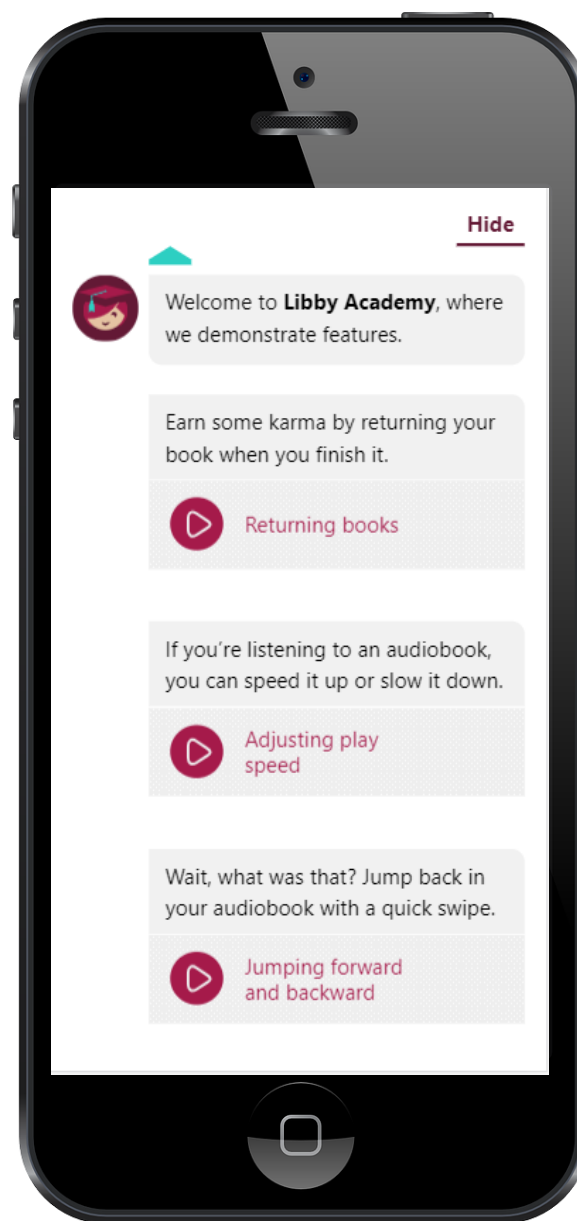 Hide
Welcome to Libby Academy, where
we demonstrate features.
Earn some karma by returning your
book when you finish it.
Returning books
If you’re listening to an audiobook,
you can speed it up or slow it down.
Adjusting play
speed
Wait, what was that? Jump back in
your audiobook with a quick swipe.
Jumping forward
and backward